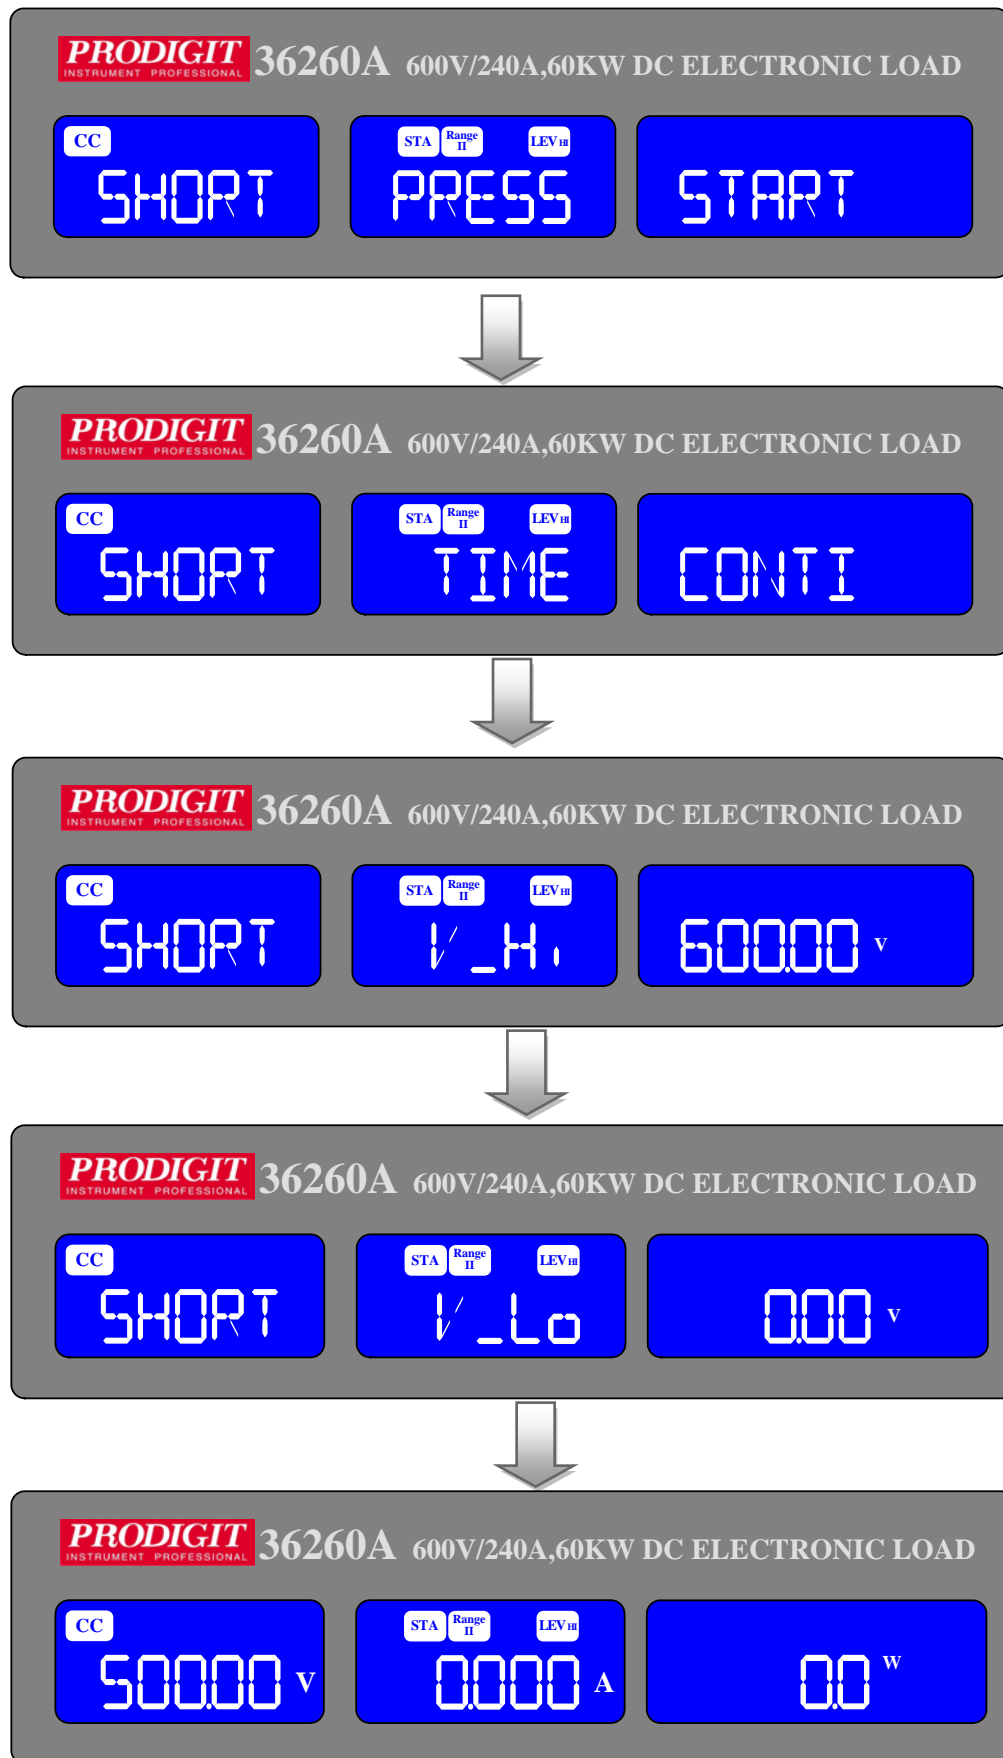 PRODIGIT
INSTRUMENT PROFESSIONAL
36260A 600V/240A,60KW DC ELECTRONIC LOAD
CC STA Range II LEV HI
SHORT PRESS START
PRODIGIT
INSTRUMENT PROFESSIONAL
36260A 600V/240A,60KW DC ELECTRONIC LOAD
CC STA Range II LEV HI
SHORT TIME CONTI
PRODIGIT
INSTRUMENT PROFESSIONAL
36260A 600V/240A,60KW DC ELECTRONIC LOAD
CC STA Range II LEV HI
SHORT V_Hi 600.00 V
PRODIGIT
INSTRUMENT PROFESSIONAL
36260A 600V/240A,60KW DC ELECTRONIC LOAD
CC STA Range II LEV HI
SHORT V_Lo 0.00 V
PRODIGIT
INSTRUMENT PROFESSIONAL
36260A 600V/240A,60KW DC ELECTRONIC LOAD
CC STA Range II LEV HI
500.00 V 0.000 A 0.0 W